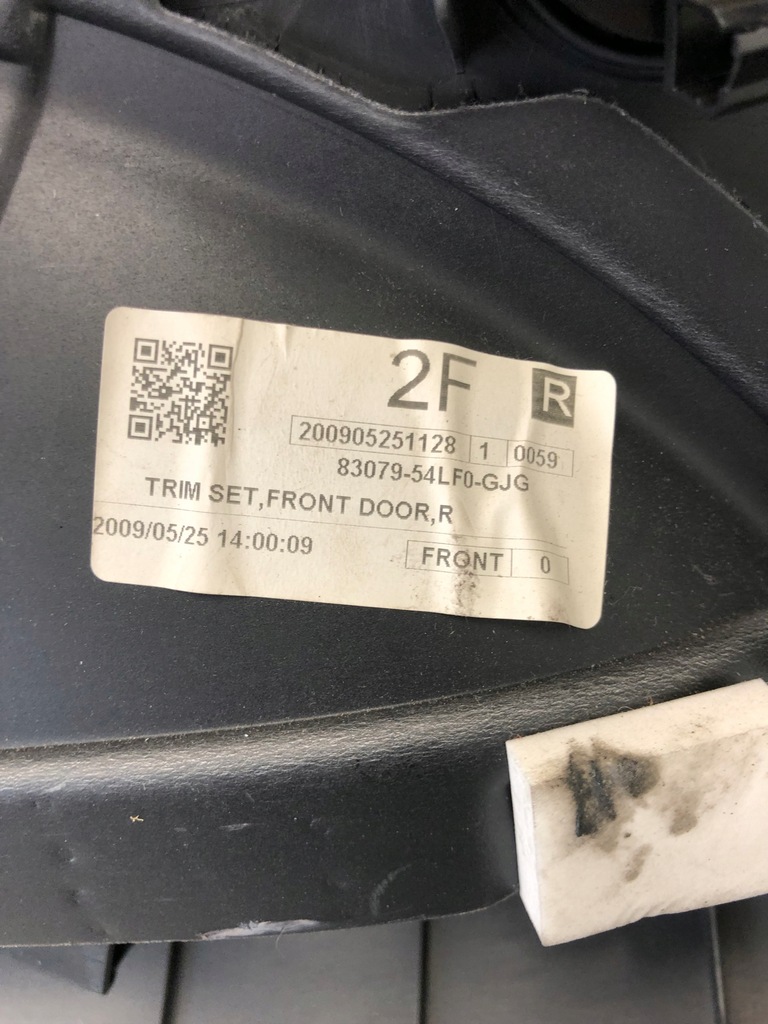 2F R
200905251128 1 0059
83079-54LF0-GJG
TRIM SET,FRONT DOOR,R
2009/05/25 14:00:09 FRONT 0